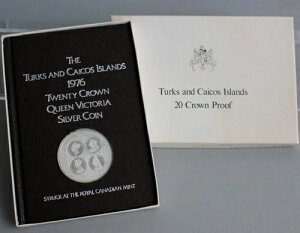 THE
TURKS AND CAICOS ISLANDS
1976
TWENTY CROWN
QUEEN VICTORIA
SILVER COIN
STRUCK AT THE ROYAL CANADIAN MINT
Turks and Caicos Islands
20 Crown Proof